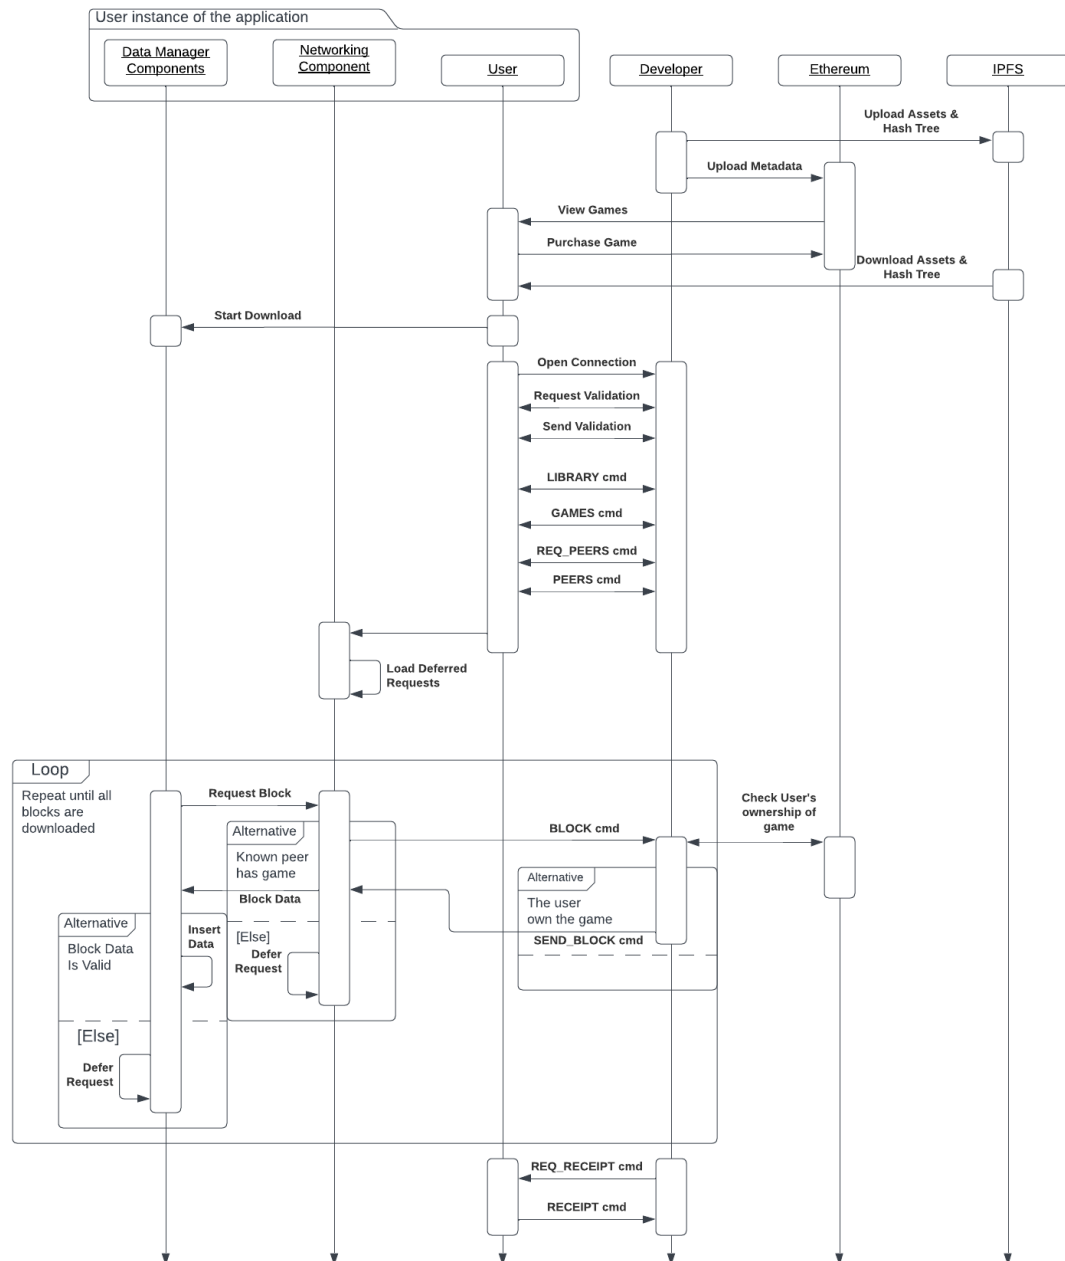 User instance of the application
Data Manager
Components
Networking
Component
User
Developer
Ethereum
IPFS
Upload Assets &
Hash Tree
Upload Metadata
View Games
Purchase Game
Download Assets &
Hash Tree
Start Download
Open Connection
Request Validation
Send Validation
LIBRARY cmd
GAMES cmd
REQ_PEERS cmd
PEERS cmd
Load Deferred
Requests
Loop
Repeat until all
blocks are
downloaded
Request Block
Check User's
ownership of
game
Alternative
Known peer
has game
BLOCK cmd
Alternative
The user
own the game
Block Data
SEND_BLOCK cmd
Alternative
Block Data
Is Valid
Insert
Data
[Else]
Defer
Request
[Else]
Defer
Request
REQ_RECEIPT cmd
RECEIPT cmd